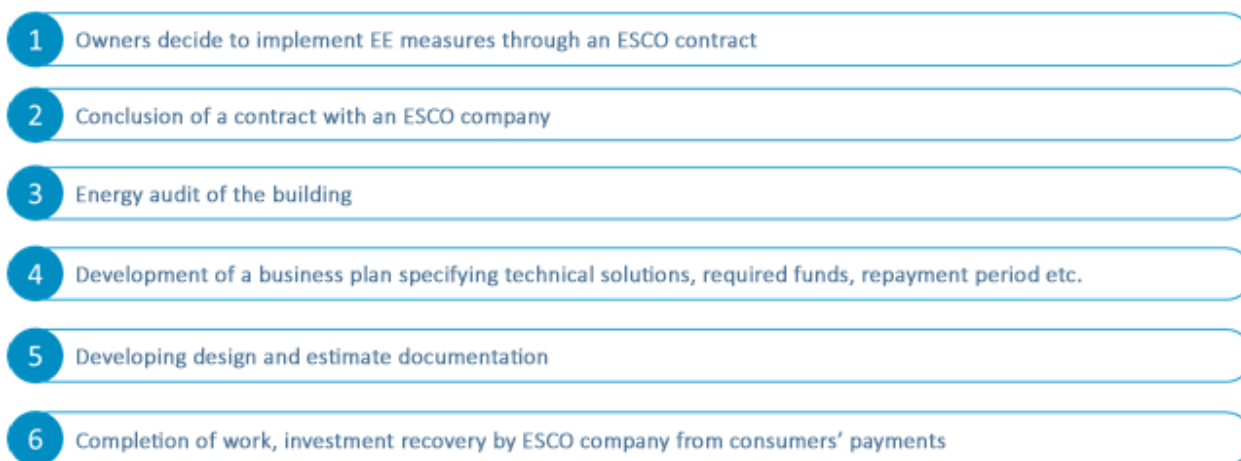 1 Owners decide to implement EE measures through an ESCO contract
2 Conclusion of a contract with an ESCO company
3 Energy audit of the building
4 Development of a business plan specifying technical solutions, required funds, repayment period etc.
5 Developing design and estimate documentation
6 Completion of work, investment recovery by ESCO company from consumers’ payments